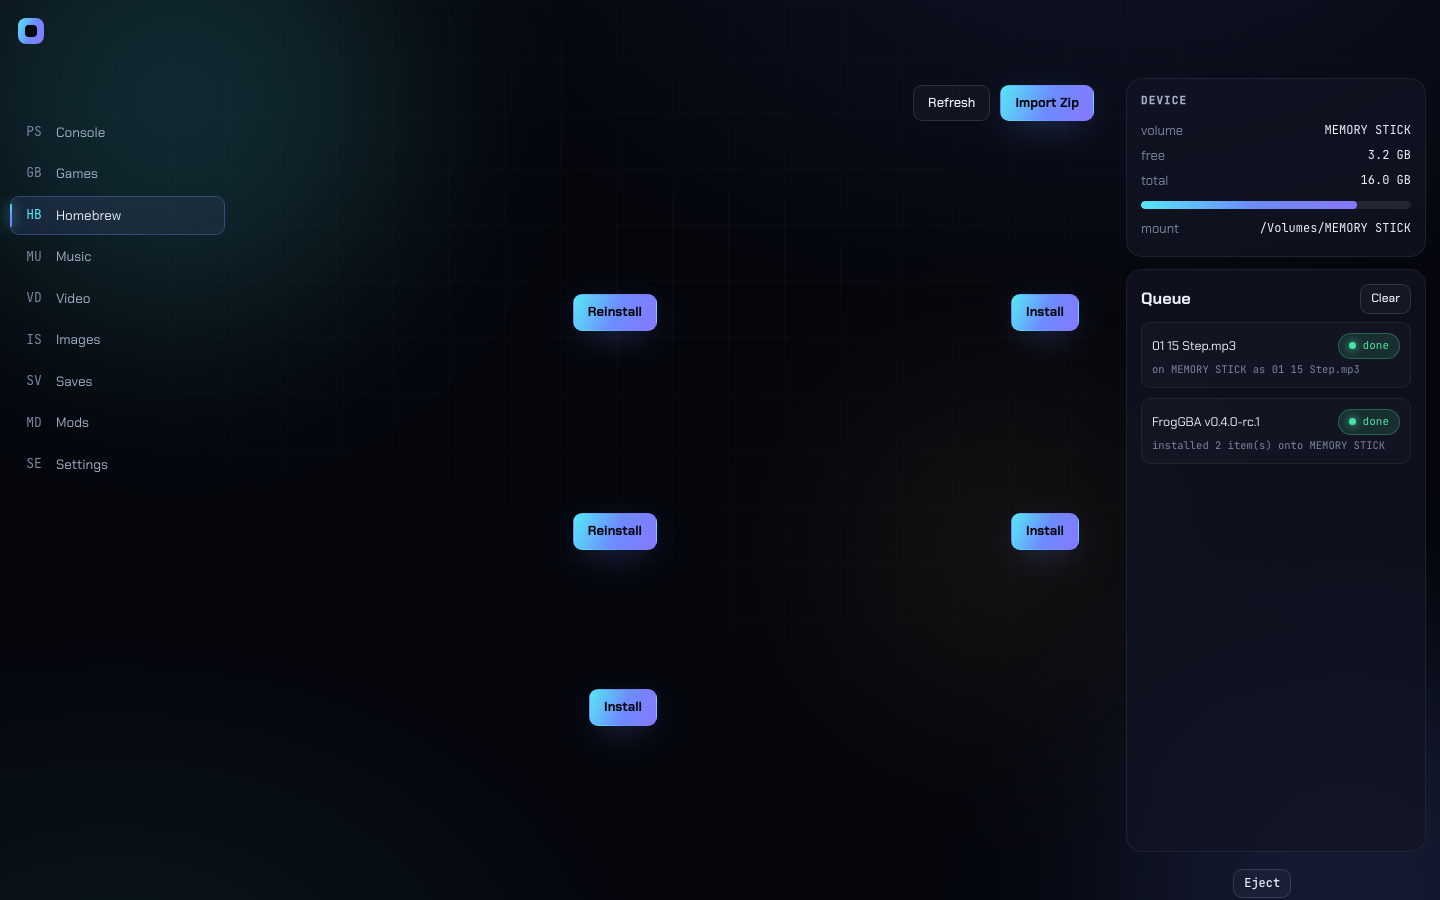 Refresh
Import Zip
PS Console
GB Games
HB Homebrew
MU Music
VD Video
IS Images
SV Saves
MD Mods
SE Settings
Reinstall
Install
Reinstall
Install
Install
DEVICE
volume MEMORY STICK
free 3.2 GB
total 16.0 GB
mount /Volumes/MEMORY STICK
Queue
Clear
01 15 Step.mp3
done
on MEMORY STICK as 01 15 Step.mp3
FrogGBA v0.4.0-rc.1
done
installed 2 item(s) onto MEMORY STICK
Eject